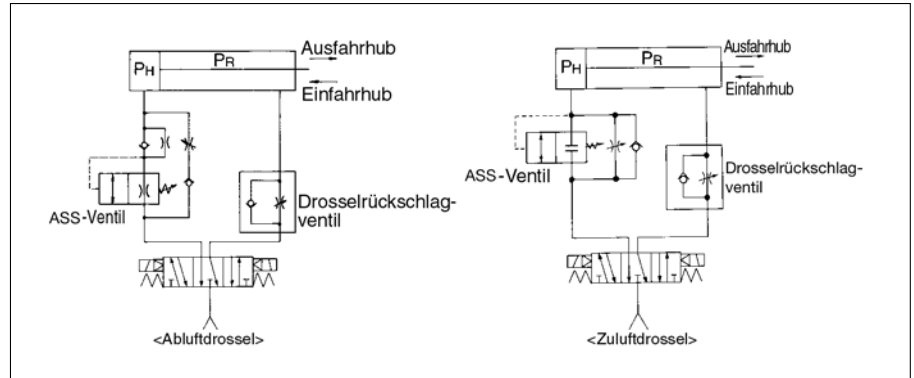 Ausfahrhub
PH
PR
Einfahrhub
ASS-Ventil
Drosselrückschlag-
ventil
<Abluftdrossel>
Ausfahrhub
PH
PR
Einfahrhub
ASS-Ventil
Drosselrückschlag-
ventil
<Zuluftdrossel>